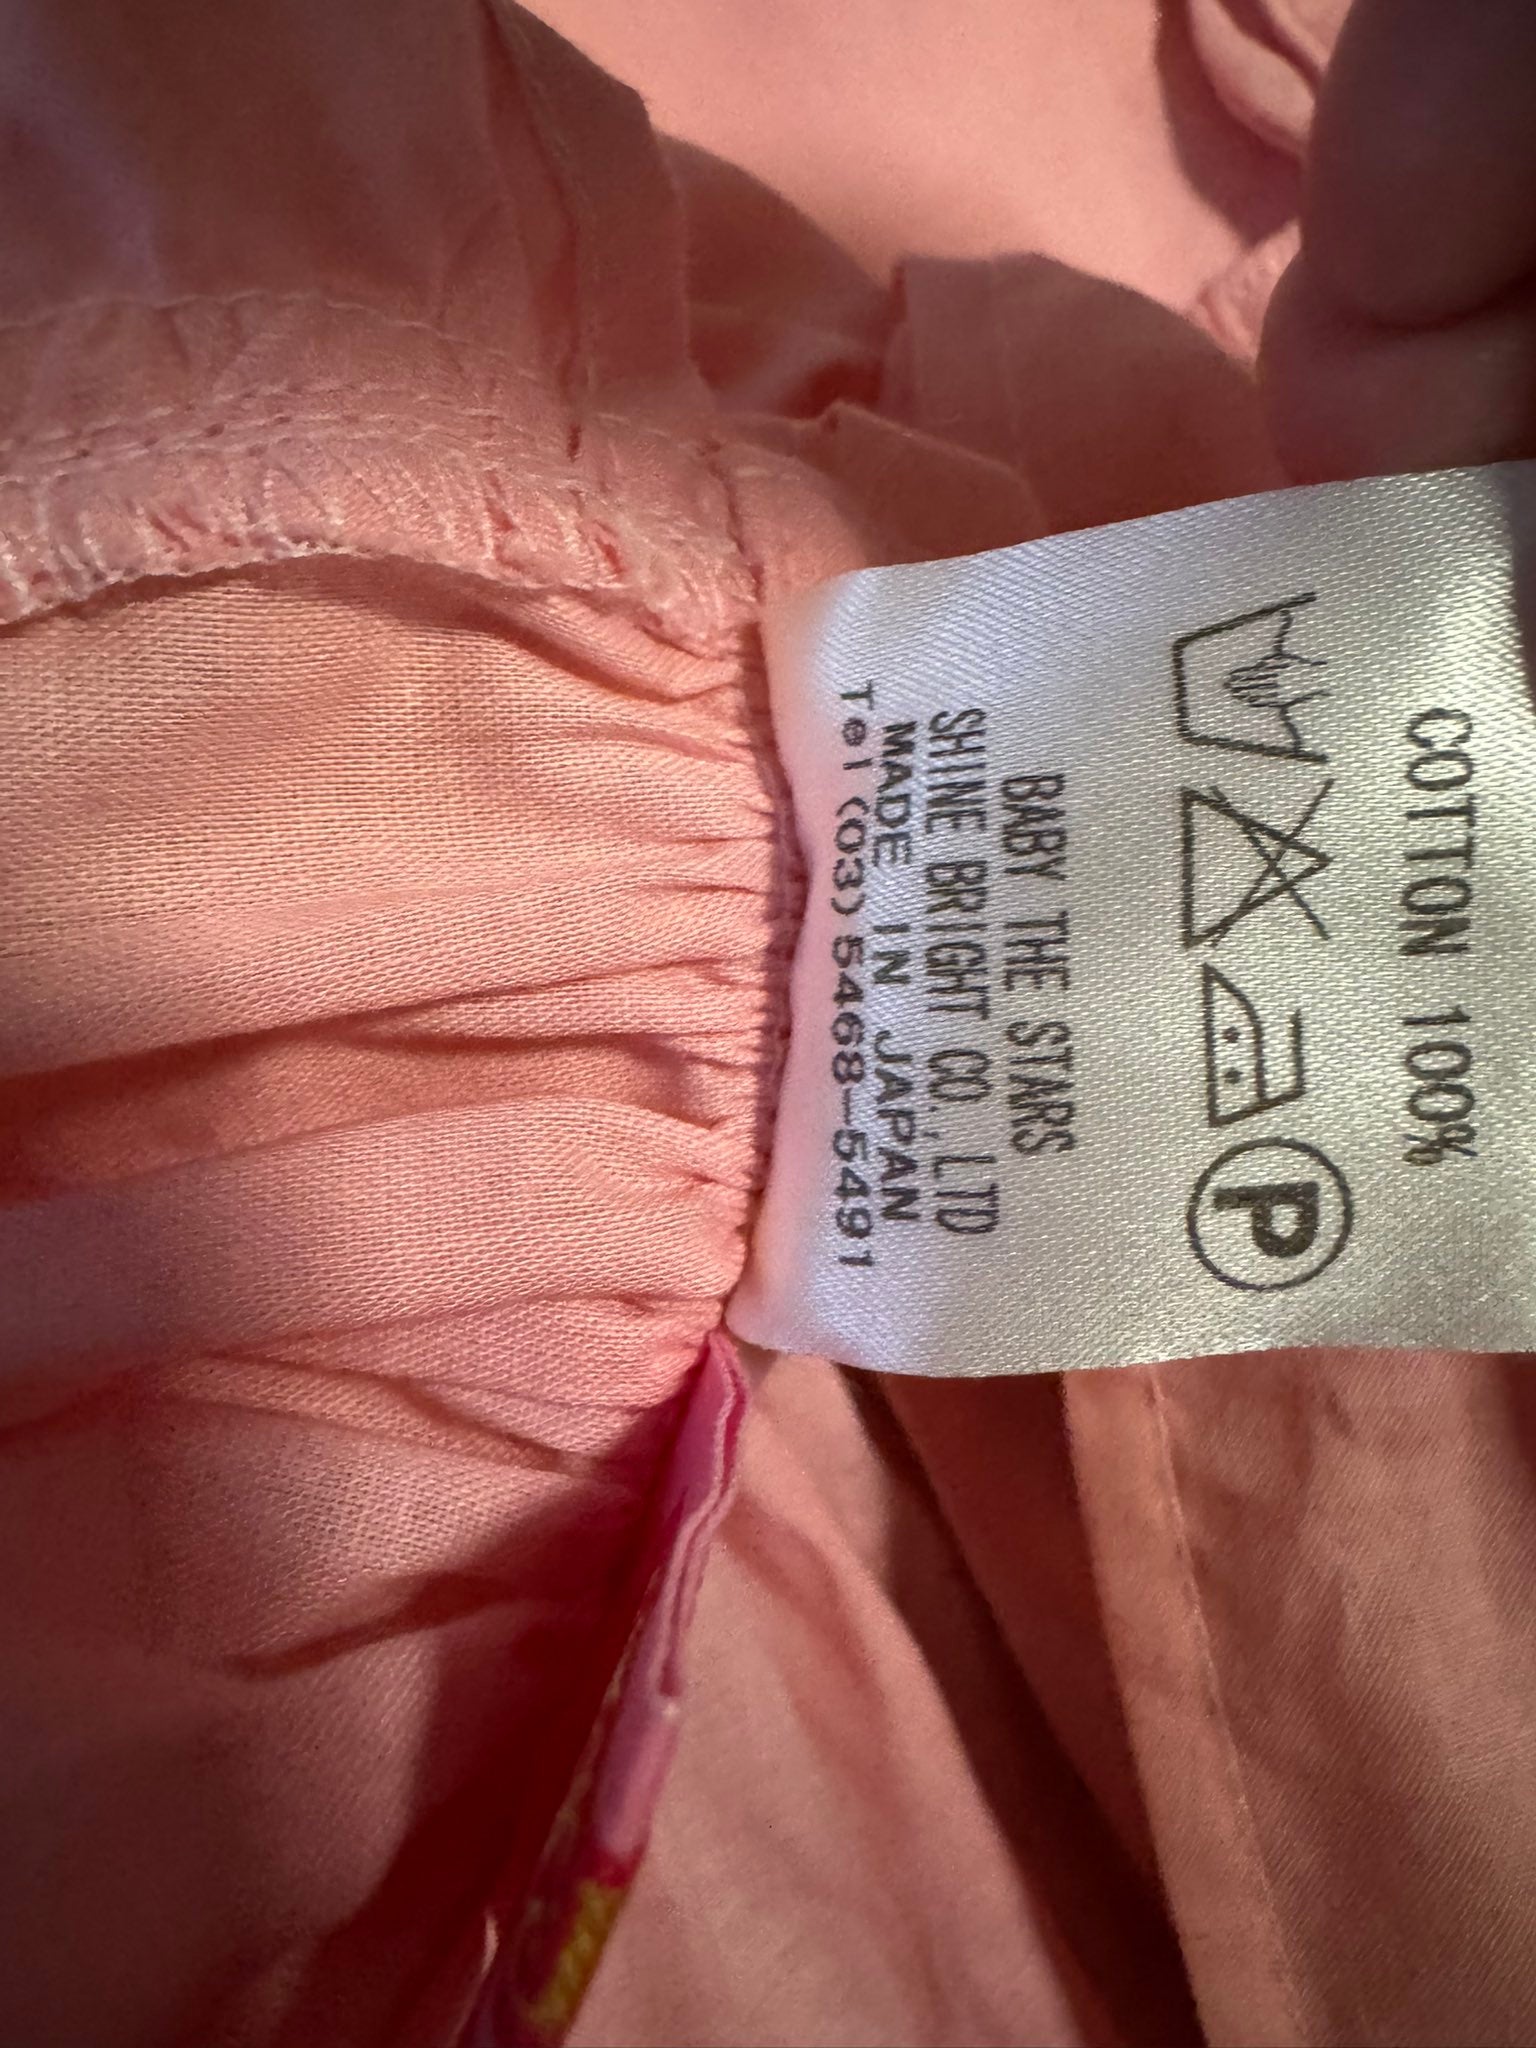 COTTON 100%
P
BABY THE STARS
SHINE BRIGHT CO., LTD
MADE IN JAPAN
Tel (03) 5468-5491